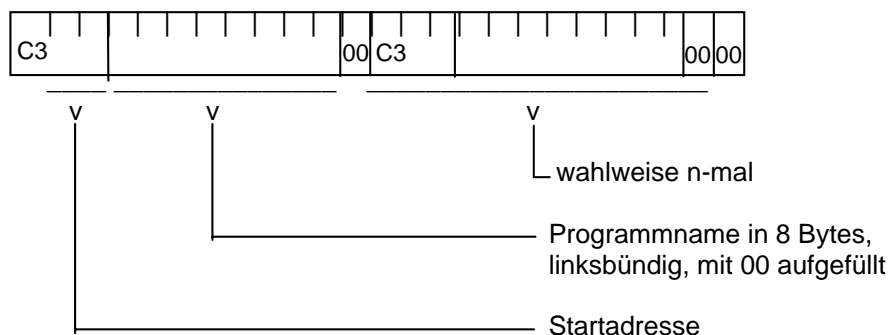 C3 00 C3 00 00
v v v
wahlweise n-mal
Programmname in 8 Bytes,
linksbündig, mit 00 aufgefüllt
Startadresse